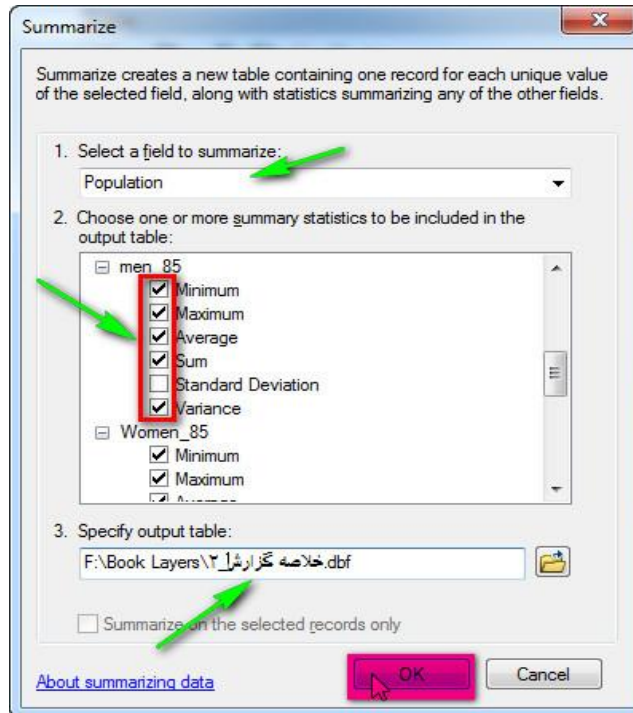 Summarize
Summarize creates a new table containing one record for each unique value
of the selected field, along with statistics summarizing any of the other fields.
1. Select a field to summarize:
Population
2. Choose one or more summary statistics to be included in the
output table:
men_85
Minimum
Maximum
Average
Sum
Standard Deviation
Variance
Women_85
Minimum
Maximum
Average
3. Specify output table:
F:\Book Layers\خلاصه گزارش_۲.dbf
Summarize on the selected records only
About summarizing data
OK
Cancel